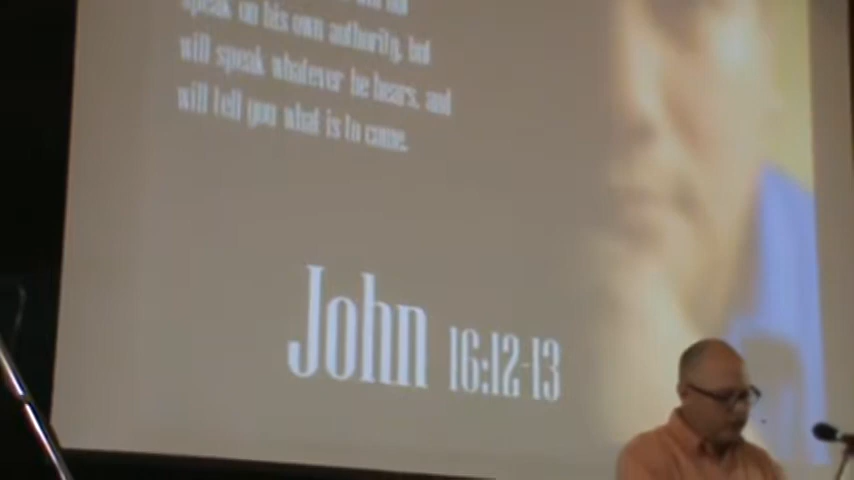 speak on his own authority, but
will speak whatever he hears, and
will tell you what is to come.
John 16:12-13